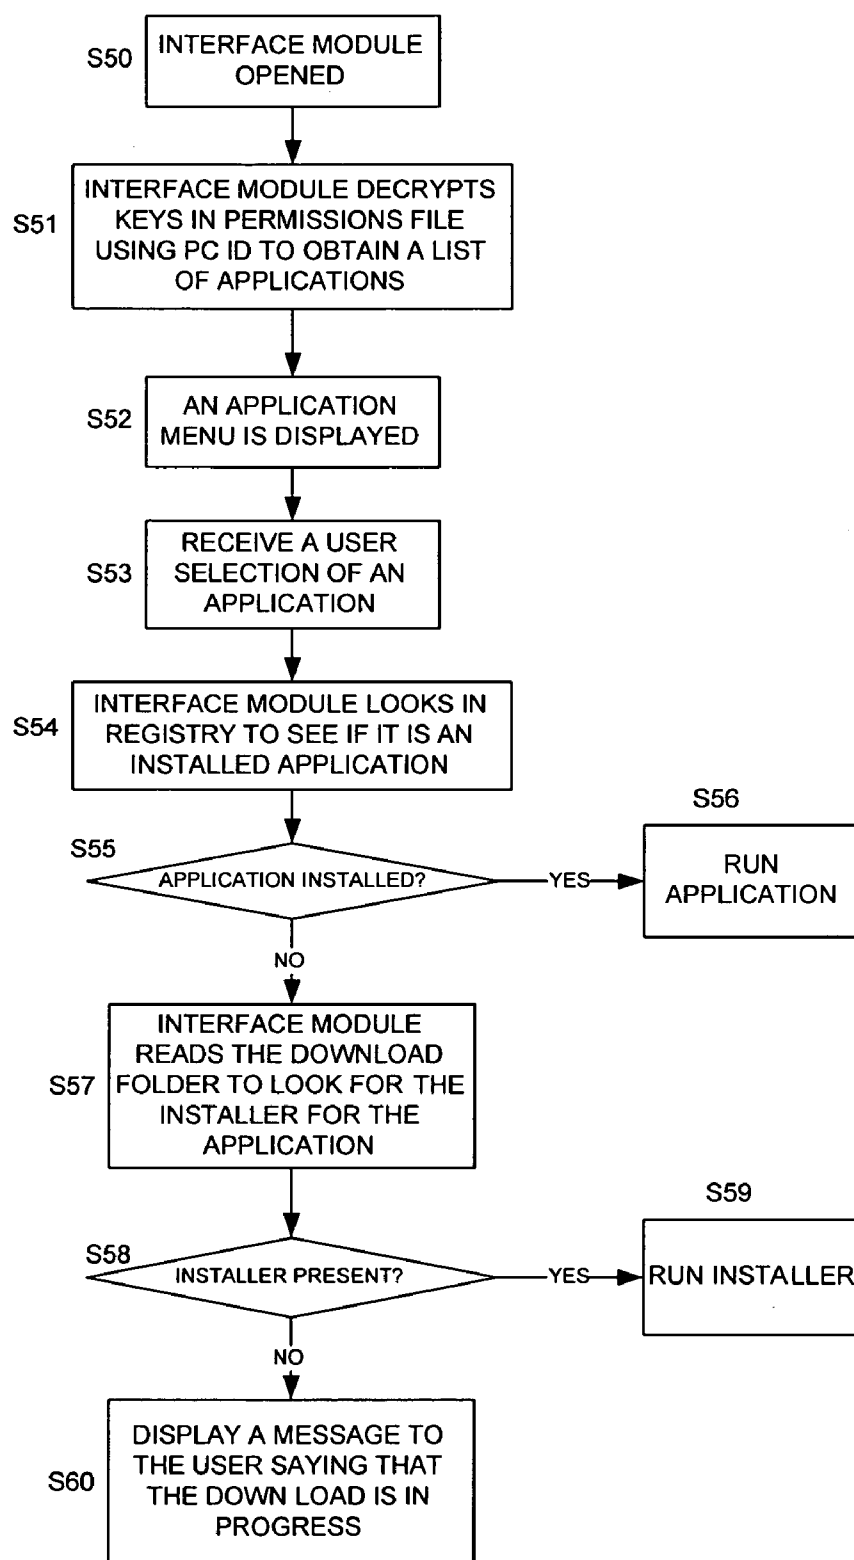 S50
INTERFACE MODULE
OPENED
S51
INTERFACE MODULE DECRYPTS
KEYS IN PERMISSIONS FILE
USING PC ID TO OBTAIN A LIST
OF APPLICATIONS
S52
AN APPLICATION
MENU IS DISPLAYED
S53
RECEIVE A USER
SELECTION OF AN
APPLICATION
S54
INTERFACE MODULE LOOKS IN
REGISTRY TO SEE IF IT IS AN
INSTALLED APPLICATION
S55
APPLICATION INSTALLED?
YES
S56
RUN
APPLICATION
NO
S57
INTERFACE MODULE
READS THE DOWNLOAD
FOLDER TO LOOK FOR THE
INSTALLER FOR THE
APPLICATION
S58
INSTALLER PRESENT?
YES
S59
RUN INSTALLER
NO
S60
DISPLAY A MESSAGE TO
THE USER SAYING THAT
THE DOWN LOAD IS IN
PROGRESS